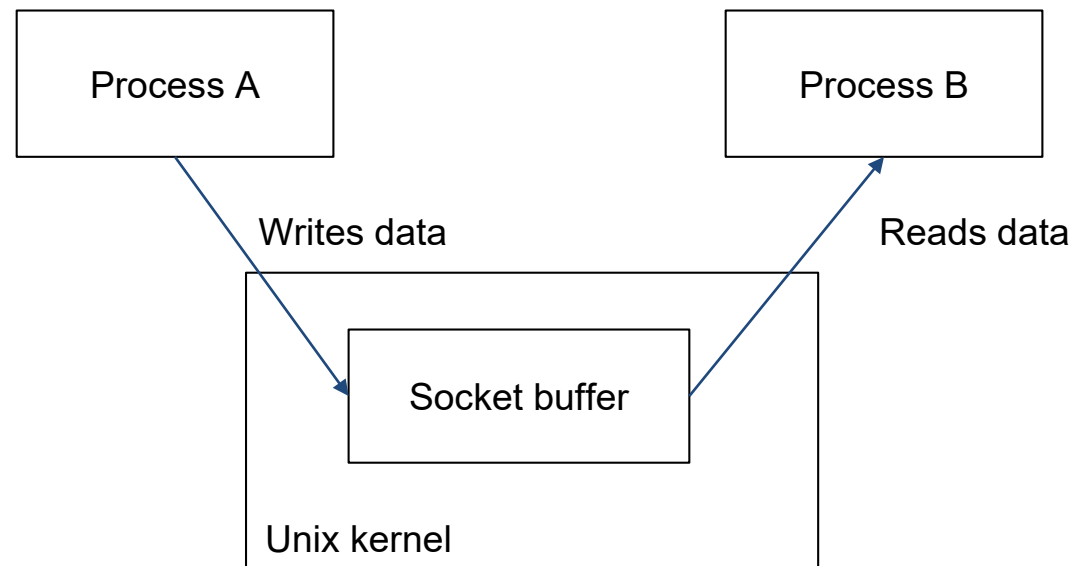 Process A
Process B
Writes data
Reads data
Socket buffer
Unix kernel